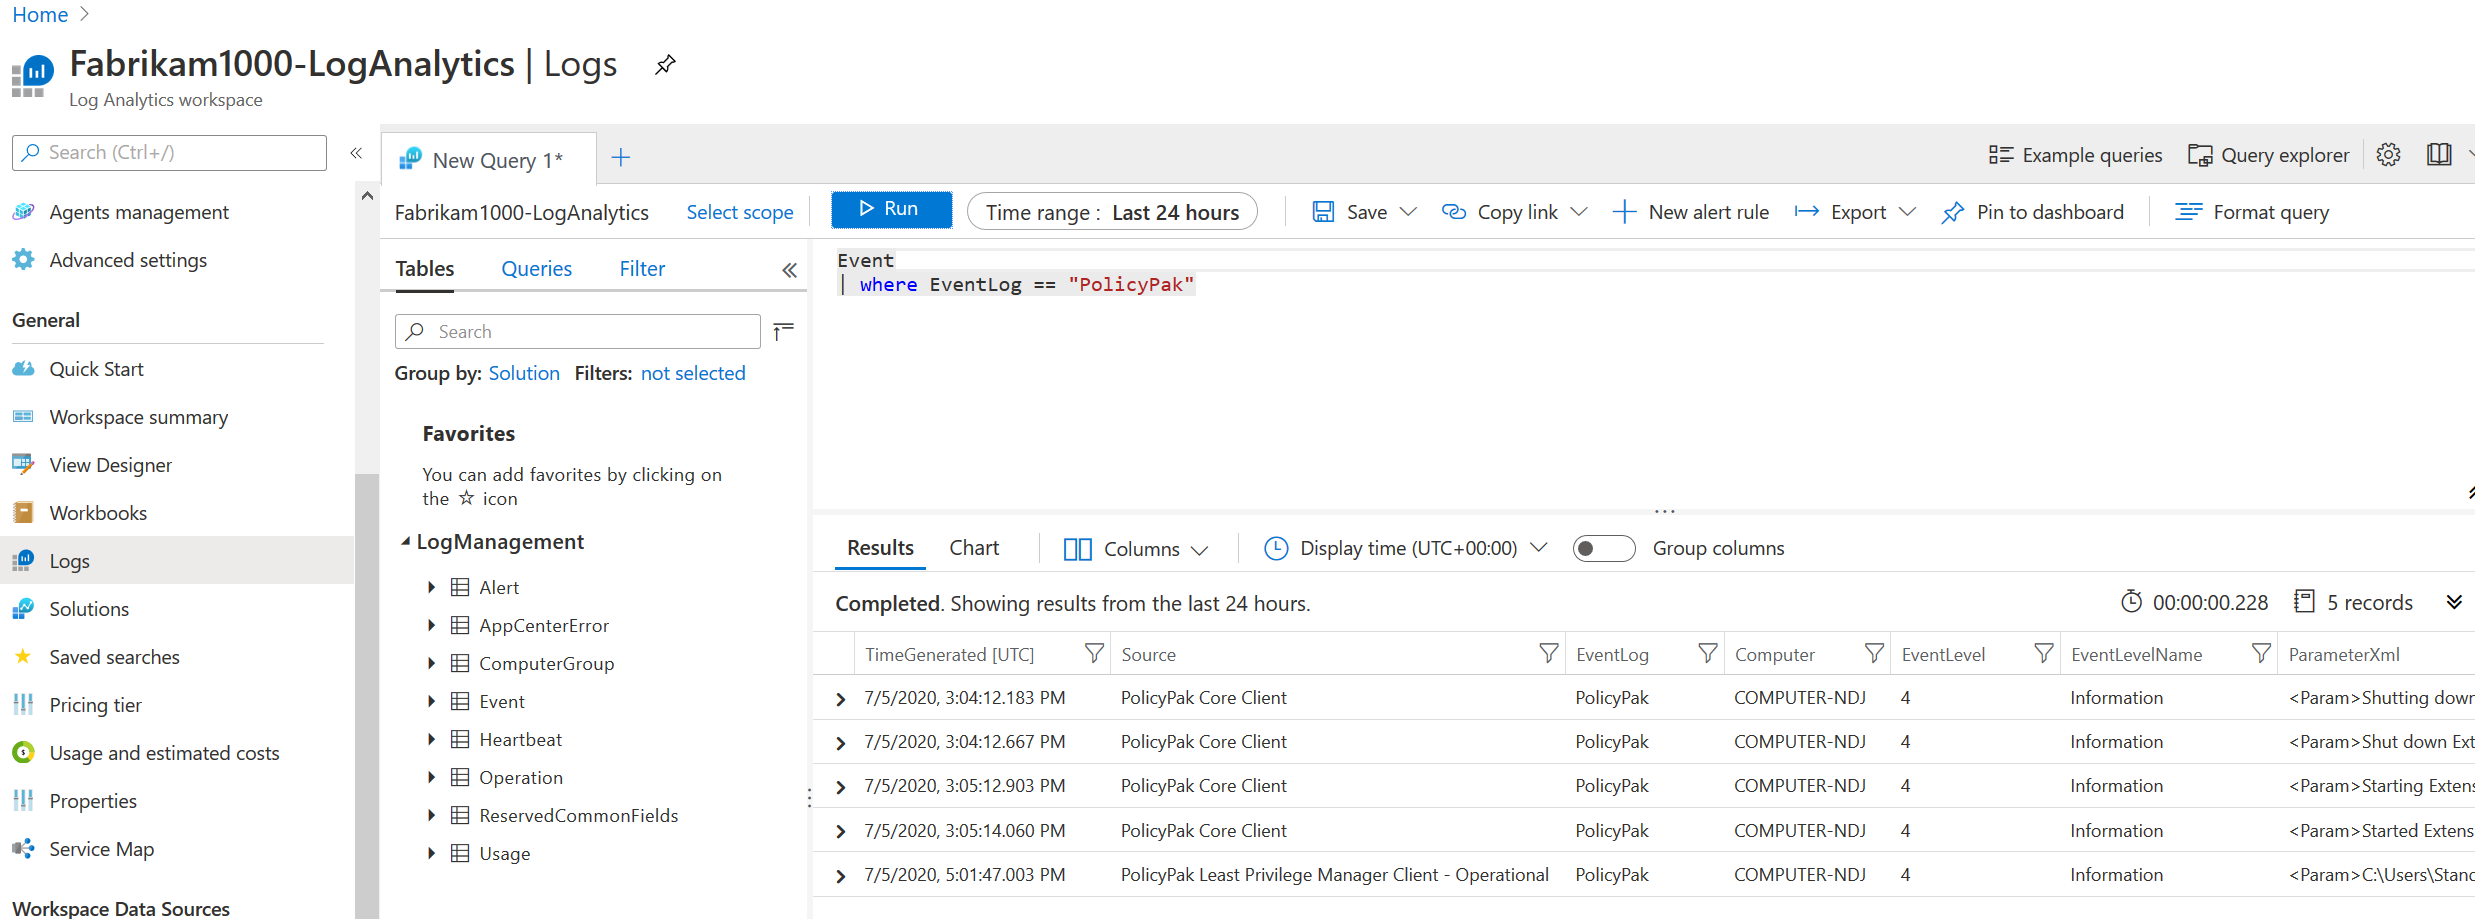 Home
Fabrikam1000-LogAnalytics | Logs
Log Analytics workspace
Search (Ctrl+/)
Agents management
Advanced settings
General
Quick Start
Workspace summary
View Designer
Workbooks
Logs
Solutions
Saved searches
Pricing tier
Usage and estimated costs
Properties
Service Map
Workspace Data Sources
New Query 1*
Example queries
Query explorer
Fabrikam1000-LogAnalytics
Select scope
Run
Time range : Last 24 hours
Save
Copy link
New alert rule
Export
Pin to dashboard
Format query
Tables Queries Filter
Search
Group by: Solution Filters: not selected
Favorites
You can add favorites by clicking on
the ☆ icon
LogManagement
Alert
AppCenterError
ComputerGroup
Event
Heartbeat
Operation
ReservedCommonFields
Usage
Event
| where EventLog == "PolicyPak"
Results Chart Columns Display time (UTC+00:00) Group columns
Completed. Showing results from the last 24 hours.
00:00:00.228 5 records
TimeGenerated [UTC] Source EventLog Computer EventLevel EventLevelName ParameterXml
7/5/2020, 3:04:12.183 PM PolicyPak Core Client PolicyPak COMPUTER-NDJ 4 Information <Param>Shutting down
7/5/2020, 3:04:12.667 PM PolicyPak Core Client PolicyPak COMPUTER-NDJ 4 Information <Param>Shut down Ext
7/5/2020, 3:05:12.903 PM PolicyPak Core Client PolicyPak COMPUTER-NDJ 4 Information <Param>Starting Extens
7/5/2020, 3:05:14.060 PM PolicyPak Core Client PolicyPak COMPUTER-NDJ 4 Information <Param>Started Extens
7/5/2020, 5:01:47.003 PM PolicyPak Least Privilege Manager Client - Operational PolicyPak COMPUTER-NDJ 4 Information <Param>C:\Users\Stand